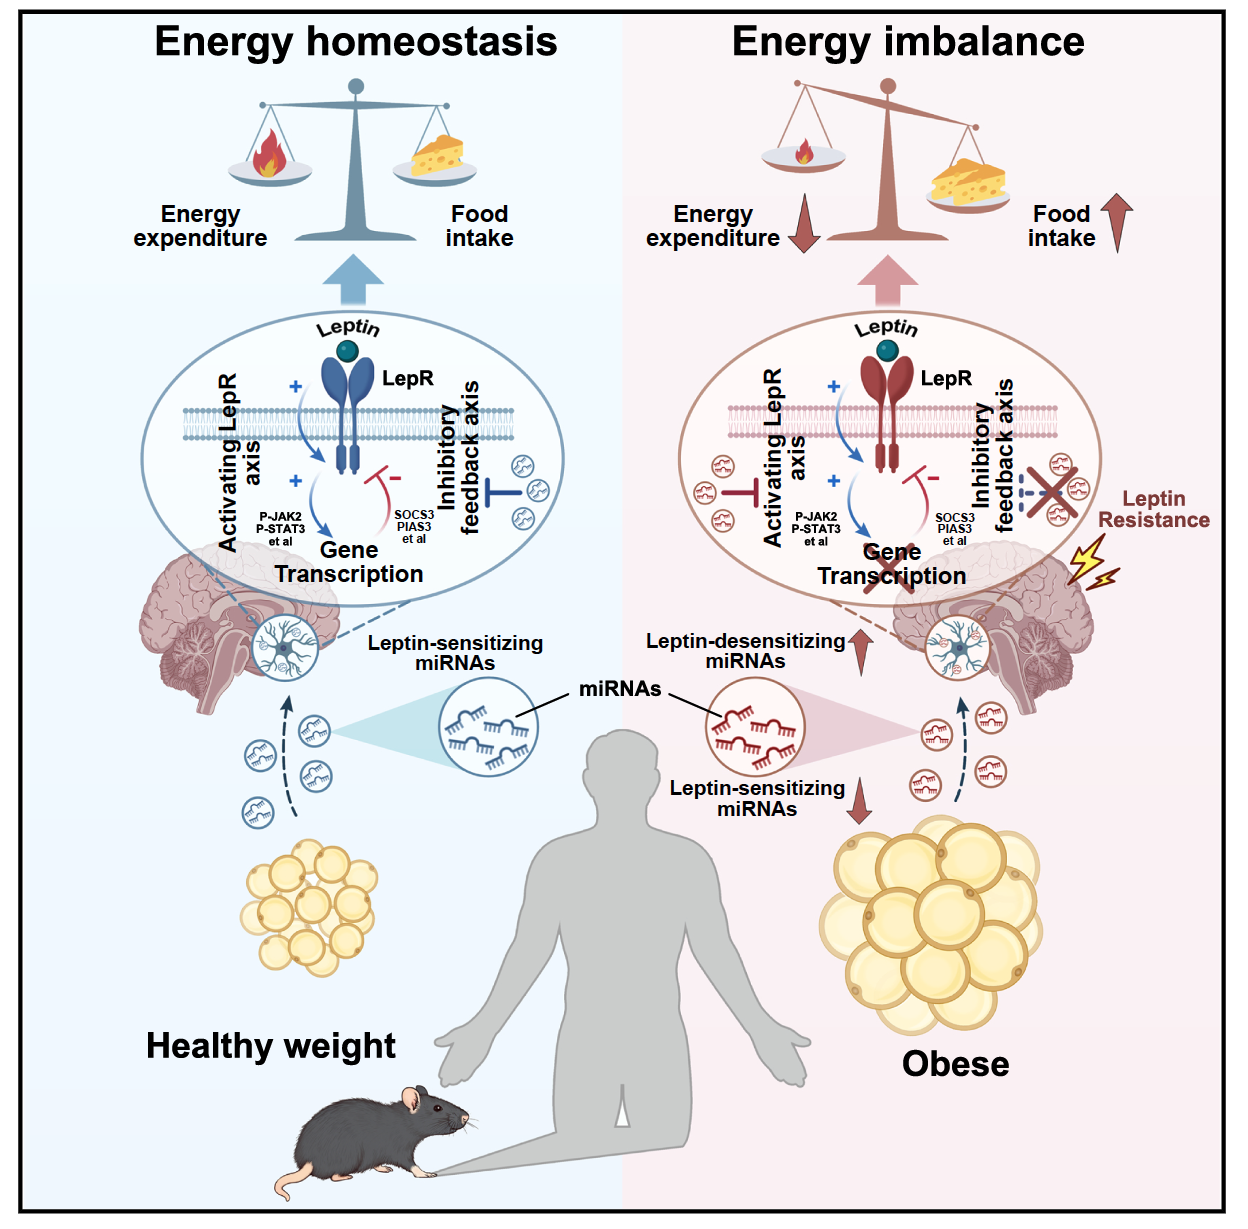 Energy homeostasis
Energy
expenditure
Food
intake
Leptin
LepR
Activating LepR
axis
Inhibitory
feedback axis
+
+
−
P-JAK2
P-STAT3
et al
SOCS3
PIAS3
et al
Gene
Transcription
Leptin-sensitizing
miRNAs
Healthy weight
miRNAs
Energy imbalance
Energy
expenditure
Food
intake
Leptin
LepR
Activating LepR
axis
Inhibitory
feedback axis
+
+
−
P-JAK2
P-STAT3
et al
SOCS3
PIAS3
et al
Gene
Transcription
Leptin
Resistance
Leptin-desensitizing
miRNAs
Leptin-sensitizing
miRNAs
Obese